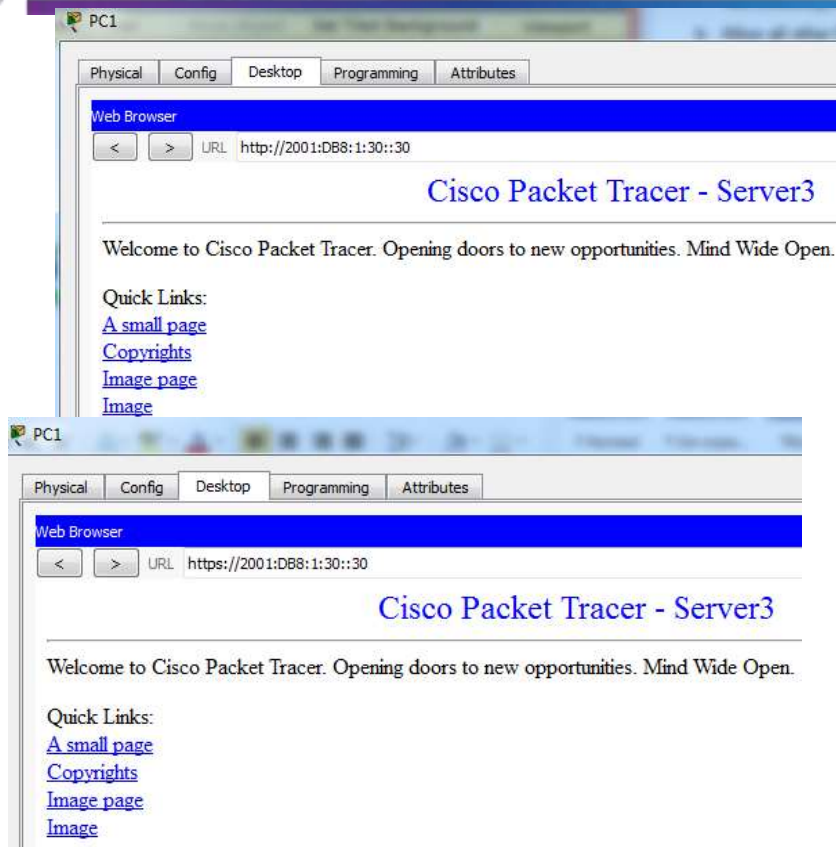 PC1
Physical Config Desktop Programming Attributes
Web Browser
< > URL http://2001:DB8:1:30::30
Cisco Packet Tracer - Server3
Welcome to Cisco Packet Tracer. Opening doors to new opportunities. Mind Wide Open.
Quick Links:
A small page
Copyrights
Image page
Image
PC1
Physical Config Desktop Programming Attributes
Web Browser
< > URL https://2001:DB8:1:30::30
Cisco Packet Tracer - Server3
Welcome to Cisco Packet Tracer. Opening doors to new opportunities. Mind Wide Open.
Quick Links:
A small page
Copyrights
Image page
Image